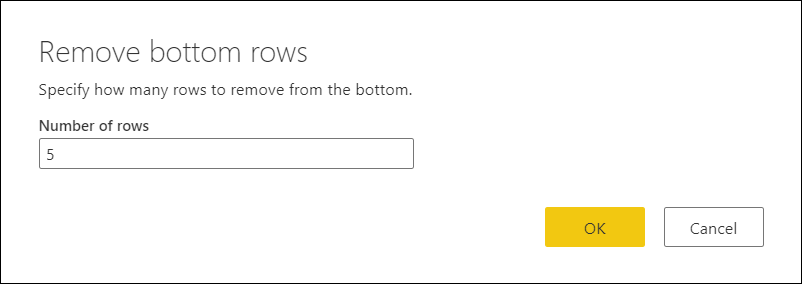 Remove bottom rows
Specify how many rows to remove from the bottom.
Number of rows
5
OK
Cancel